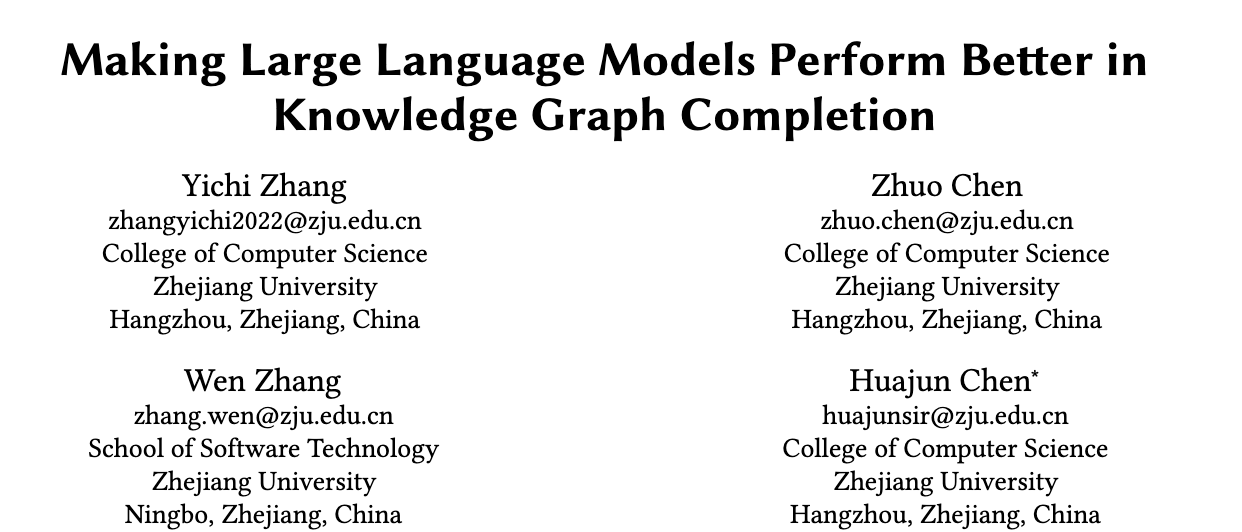 Making Large Language Models Perform Better in
Knowledge Graph Completion
Yichi Zhang
zhangyichi2022@zju.edu.cn
College of Computer Science
Zhejiang University
Hangzhou, Zhejiang, China
Zhuo Chen
zhuo.chen@zju.edu.cn
College of Computer Science
Zhejiang University
Hangzhou, Zhejiang, China
Wen Zhang
zhang.wen@zju.edu.cn
School of Software Technology
Zhejiang University
Ningbo, Zhejiang, China
Huajun Chen*
huajunsir@zju.edu.cn
College of Computer Science
Zhejiang University
Hangzhou, Zhejiang, China